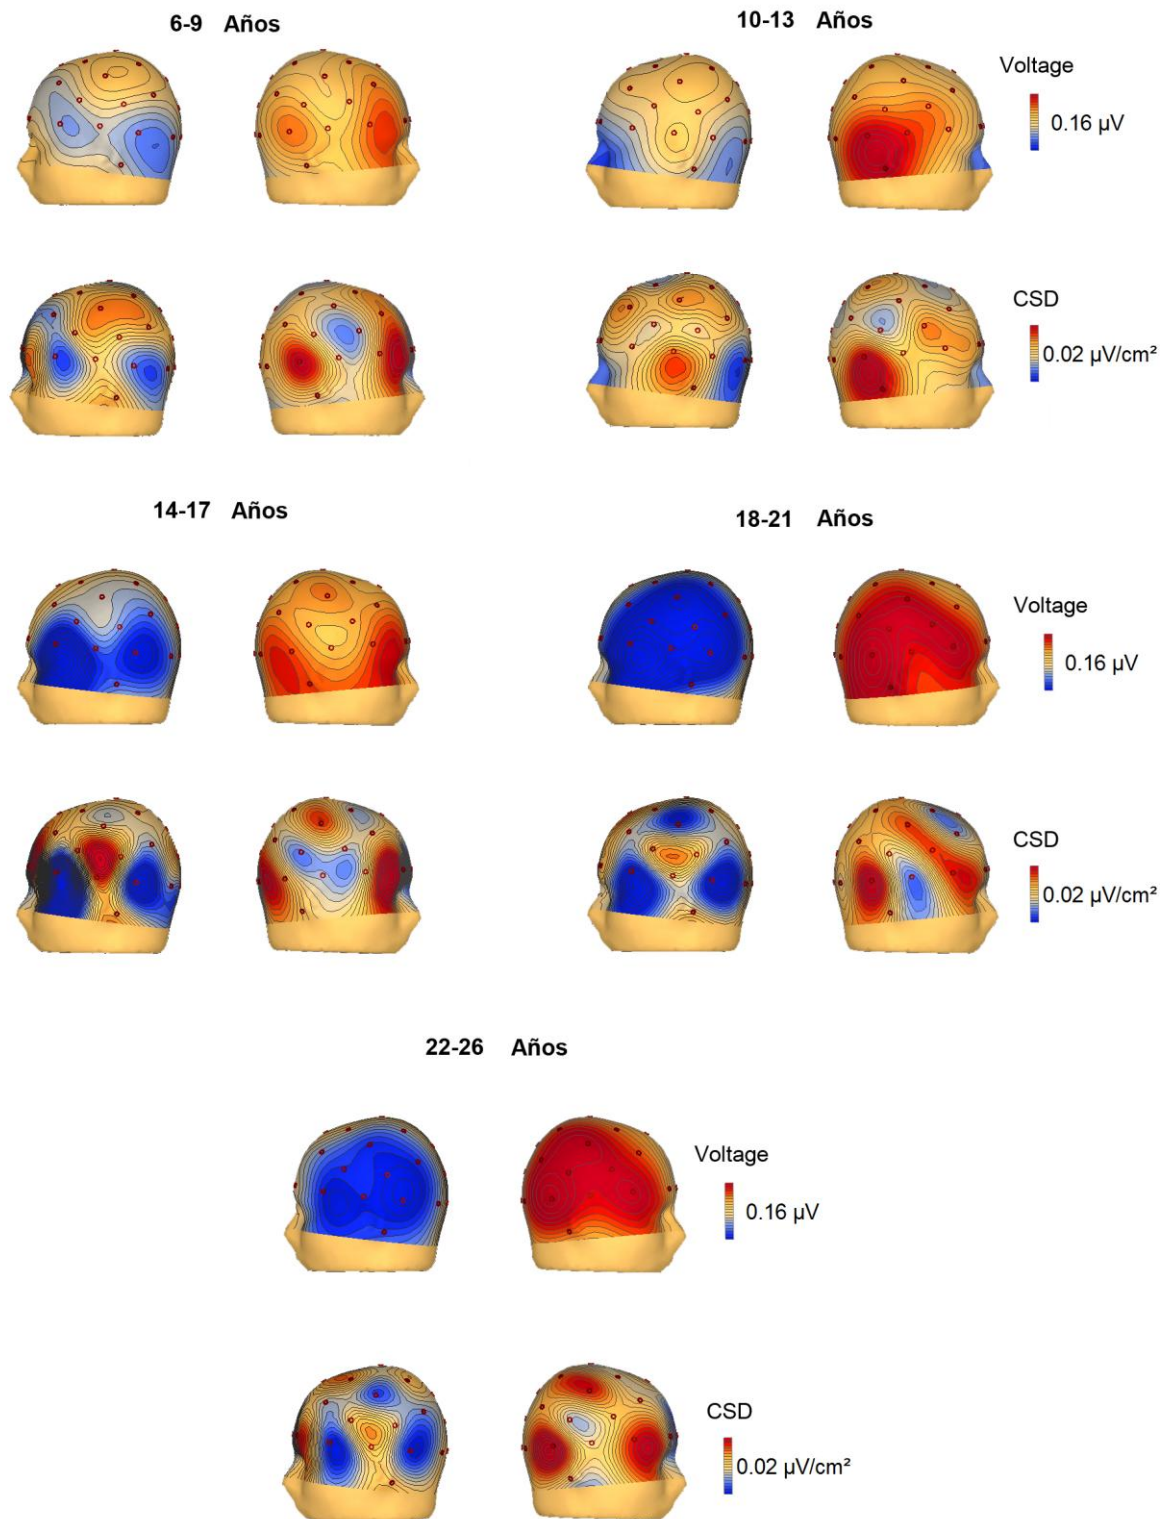 6-9 Años
10-13 Años
Voltage
0.16 µV
CSD
0.02 µV/cm²
14-17 Años
18-21 Años
Voltage
0.16 µV
CSD
0.02 µV/cm²
22-26 Años
Voltage
0.16 µV
CSD
0.02 µV/cm²